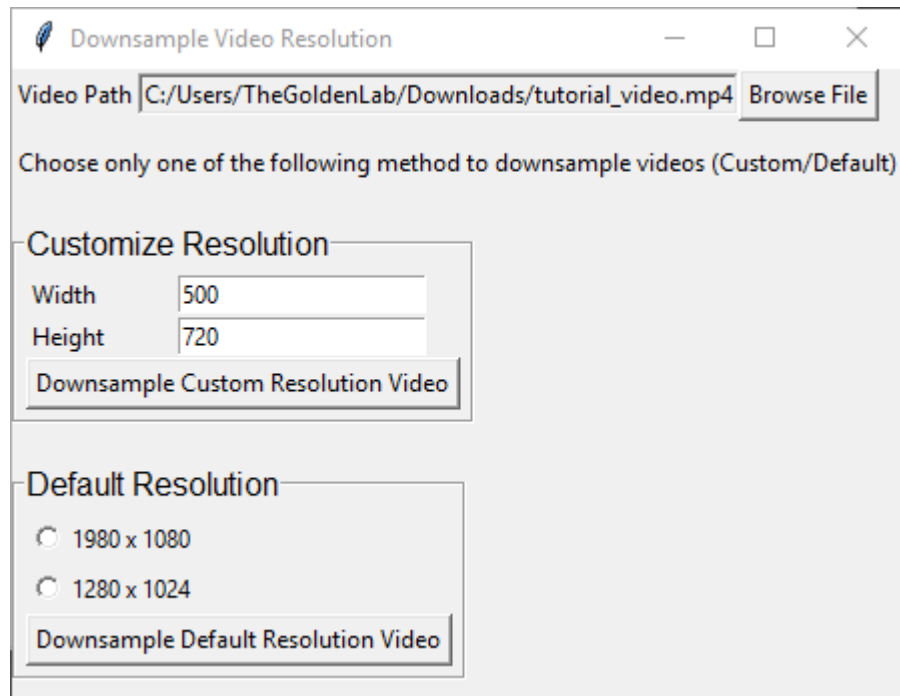 Downsample Video Resolution
Video Path C:/Users/TheGoldenLab/Downloads/tutorial_video.mp4 Browse File
Choose only one of the following method to downsample videos (Custom/Default)
Customize Resolution
Width 500
Height 720
Downsample Custom Resolution Video
Default Resolution
1980 x 1080
1280 x 1024
Downsample Default Resolution Video